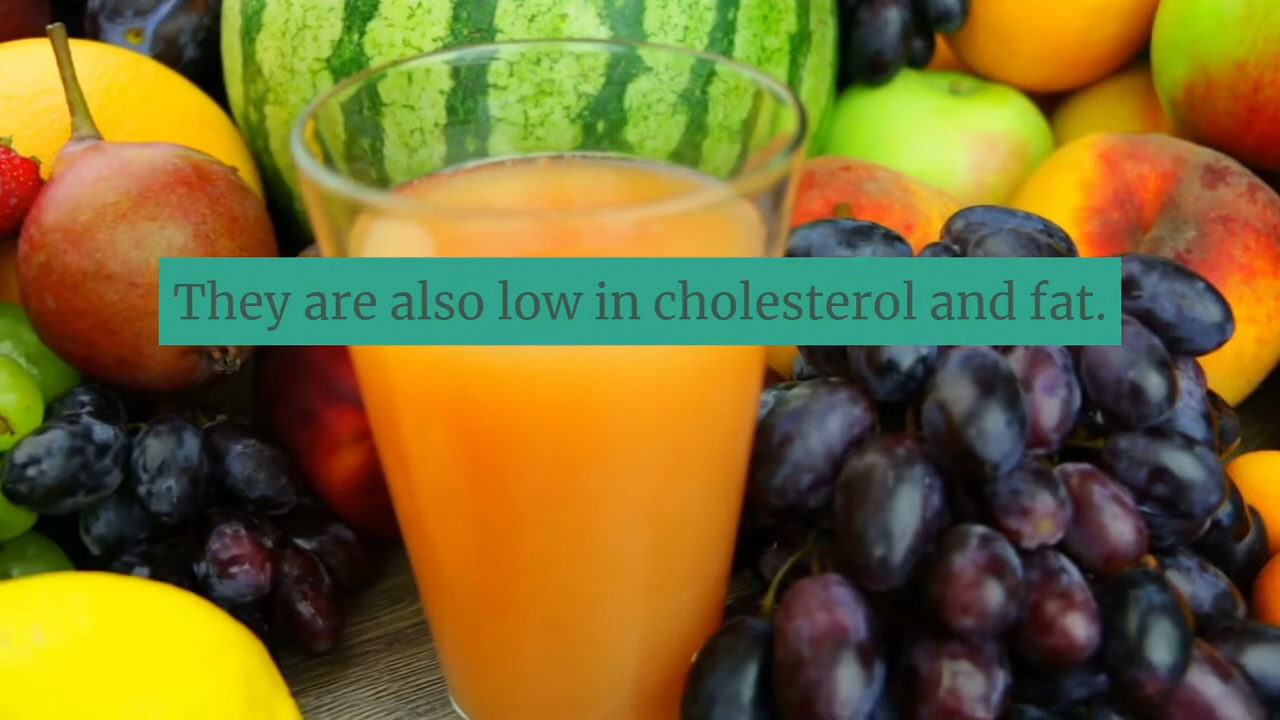 They are also low in cholesterol and fat.